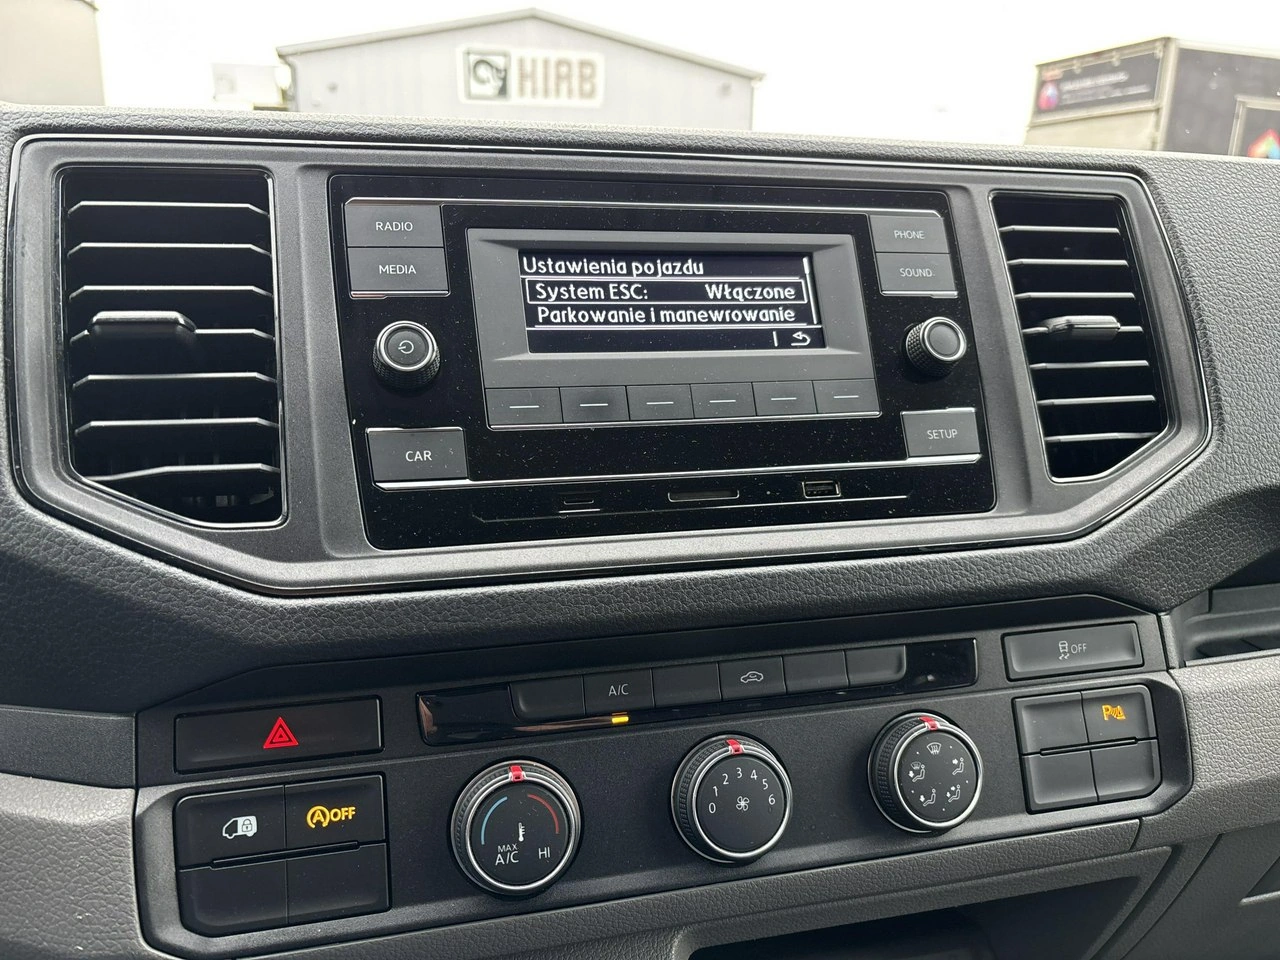 HIAB
RADIO
PHONE
MEDIA
SOUND
Ustawienia pojazdu
System ESC: Włączone
Parkowanie i manewrowanie
CAR
SETUP
OFF
A/C
P
A OFF
0 1 2 3 4 5 6
MAX
A/C
HI